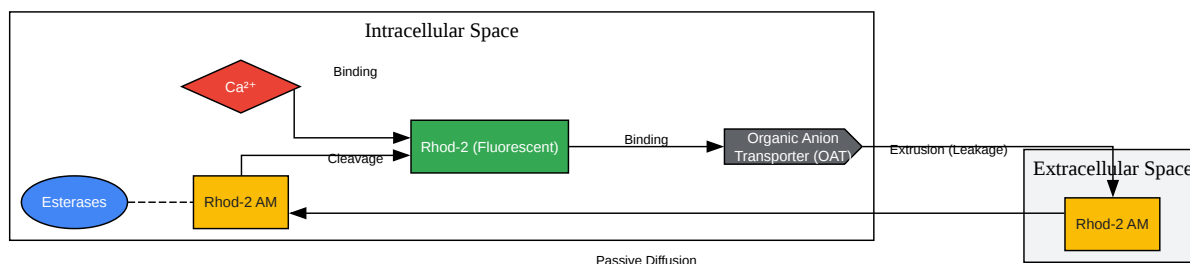 Intracellular Space
Binding
Ca²⁺
Rhod-2 (Fluorescent)
Binding
Organic Anion
Transporter (OAT)
Extrusion (Leakage)
Cleavage
Extracellular Space
Esterases
Rhod-2 AM
Rhod-2 AM
Passive Diffusion